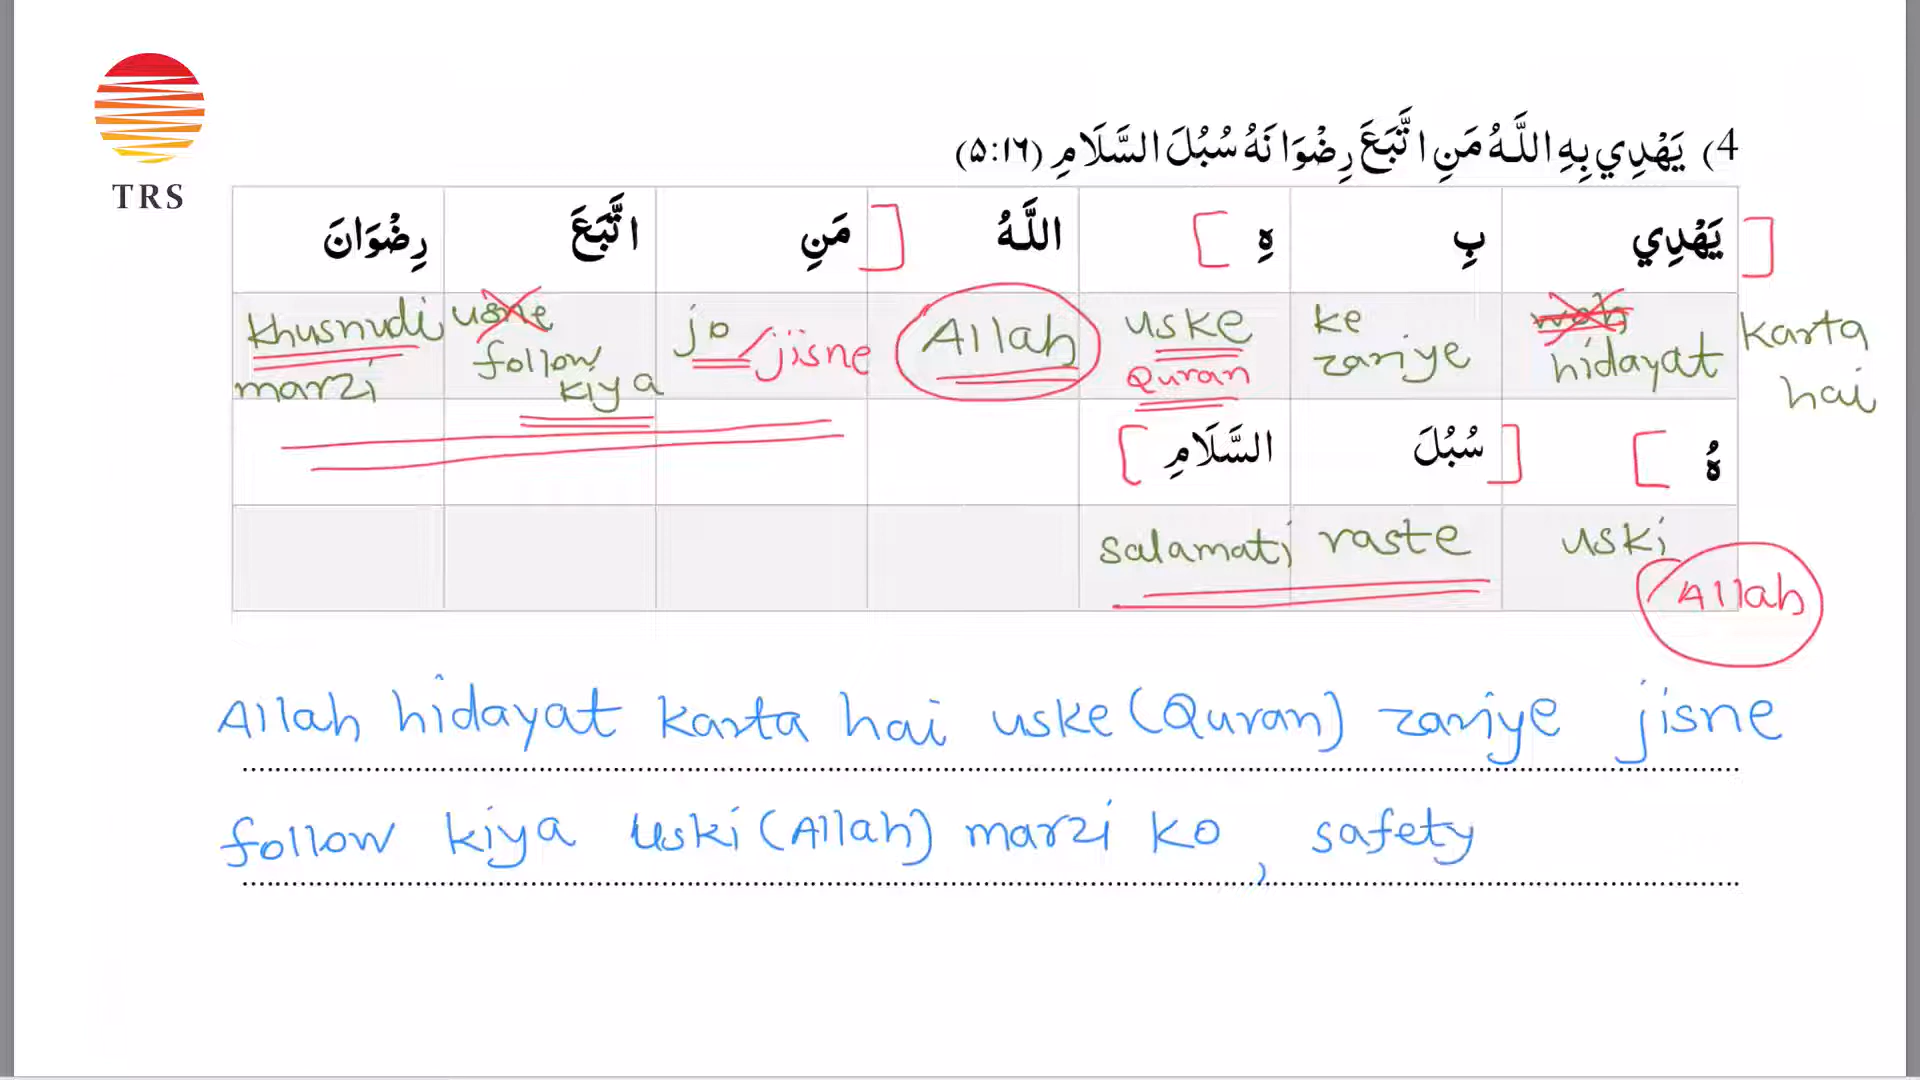 TRS
4) يَهْدِي بِهِ اللَّهُ مَنِ اتَّبَعَ رِضْوَانَهُ سُبُلَ السَّلَامِ (٥:١٦)
يَهْدِي بِ هِ اللَّهُ مَنِ اتَّبَعَ رِضْوَانَ
woh hidayat karta hai ke zariye uske Quran Allah jo jisne usne follow kiya khusnudi marzi
هُ سُبُلَ السَّلَامِ
uski Allah raste salamati
Allah hidayat karta hai uske (Quran) zariye jisne
follow kiya uski (Allah) marzi ko , safety